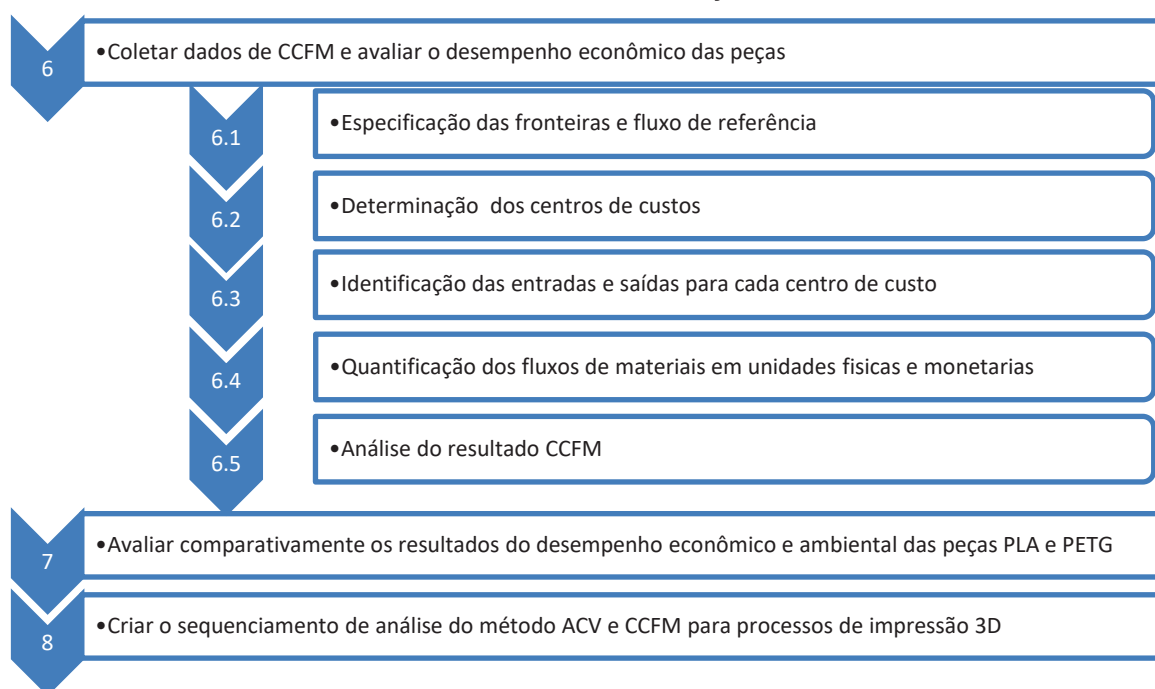 6
•Coletar dados de CCFM e avaliar o desempenho econômico das peças
6.1
•Especificação das fronteiras e fluxo de referência
6.2
•Determinação dos centros de custos
6.3
•Identificação das entradas e saídas para cada centro de custo
6.4
•Quantificação dos fluxos de materiais em unidades fisicas e monetarias
6.5
•Análise do resultado CCFM
7
•Avaliar comparativamente os resultados do desempenho econômico e ambiental das peças PLA e PETG
8
•Criar o sequenciamento de análise do método ACV e CCFM para processos de impressão 3D